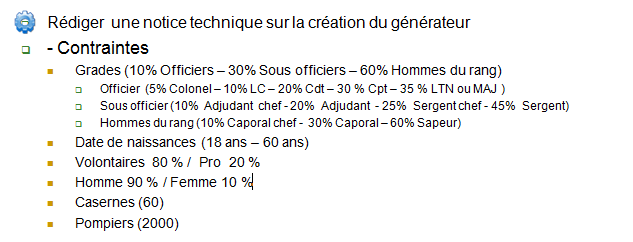 Rédiger une notice technique sur la création du générateur
- Contraintes
Grades (10% Officiers – 30% Sous officiers – 60% Hommes du rang)
Officier (5% Colonel – 10% LC – 20% Cdt – 30 % Cpt – 35 % LTN ou MAJ )
Sous officier (10% Adjudant chef - 20% Adjudant - 25% Sergent chef - 45% Sergent)
Hommes du rang (10% Caporal chef - 30% Caporal – 60% Sapeur)
Date de naissances (18 ans – 60 ans)
Volontaires 80 % / Pro 20 %
Homme 90 % / Femme 10 %
Casernes (60)
Pompiers (2000)